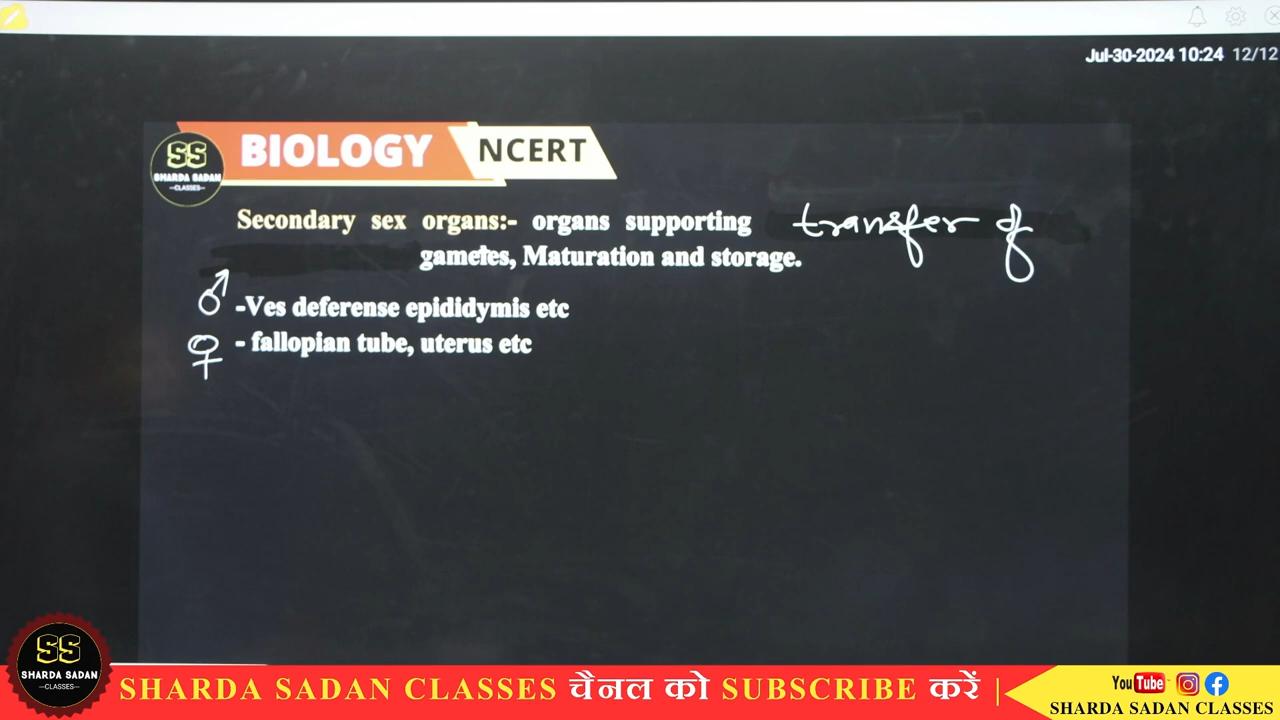 Jul-30-2024 10:24 12/12
SS
SHARDA SADAN
CLASSES
BIOLOGY NCERT
Secondary sex organs:- organs supporting transfer of
gametes, Maturation and storage.
♂ -Ves deferense epididymis etc
♀ - fallopian tube, uterus etc
SS
SHARDA SADAN
-CLASSES-
SHARDA SADAN CLASSES चैनल को SUBSCRIBE करें |
YouTube
SHARDA SADAN CLASSES